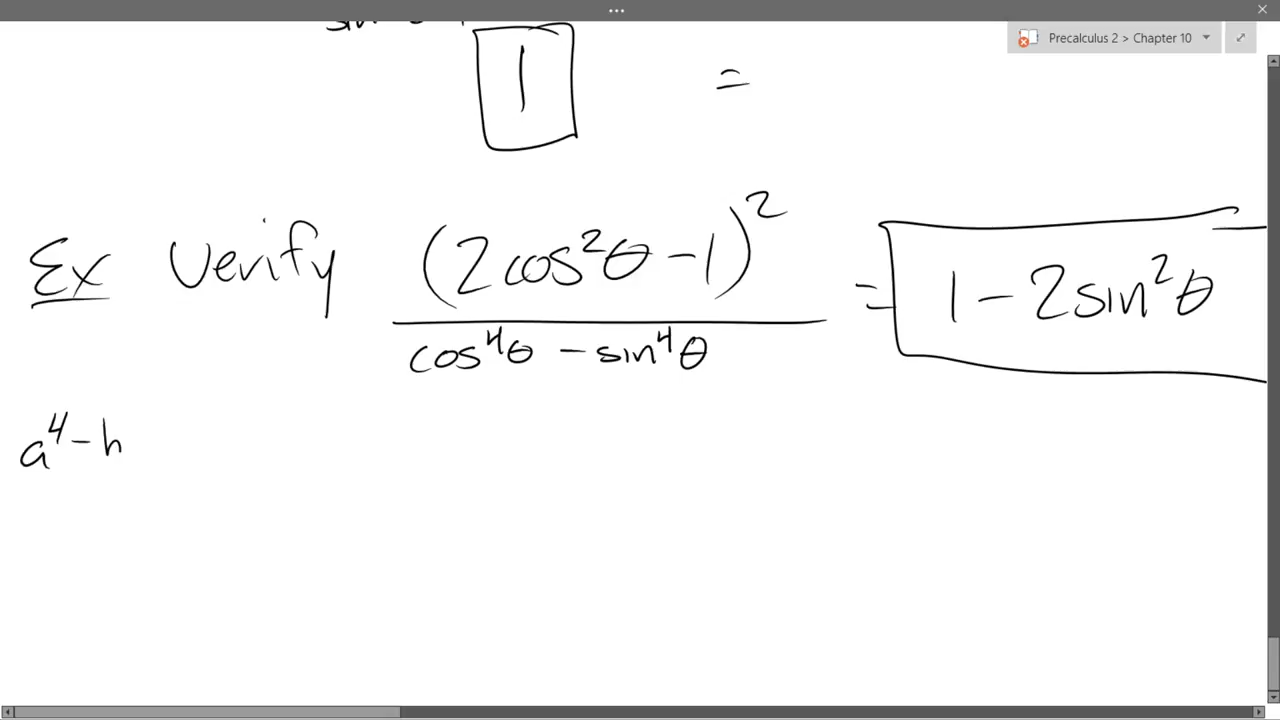 ...
Precalculus 2 > Chapter 10
1 =
Ex Verify (2cos²θ - 1)² / cos⁴θ - sin⁴θ = 1 - 2sin²θ
a⁴ - h